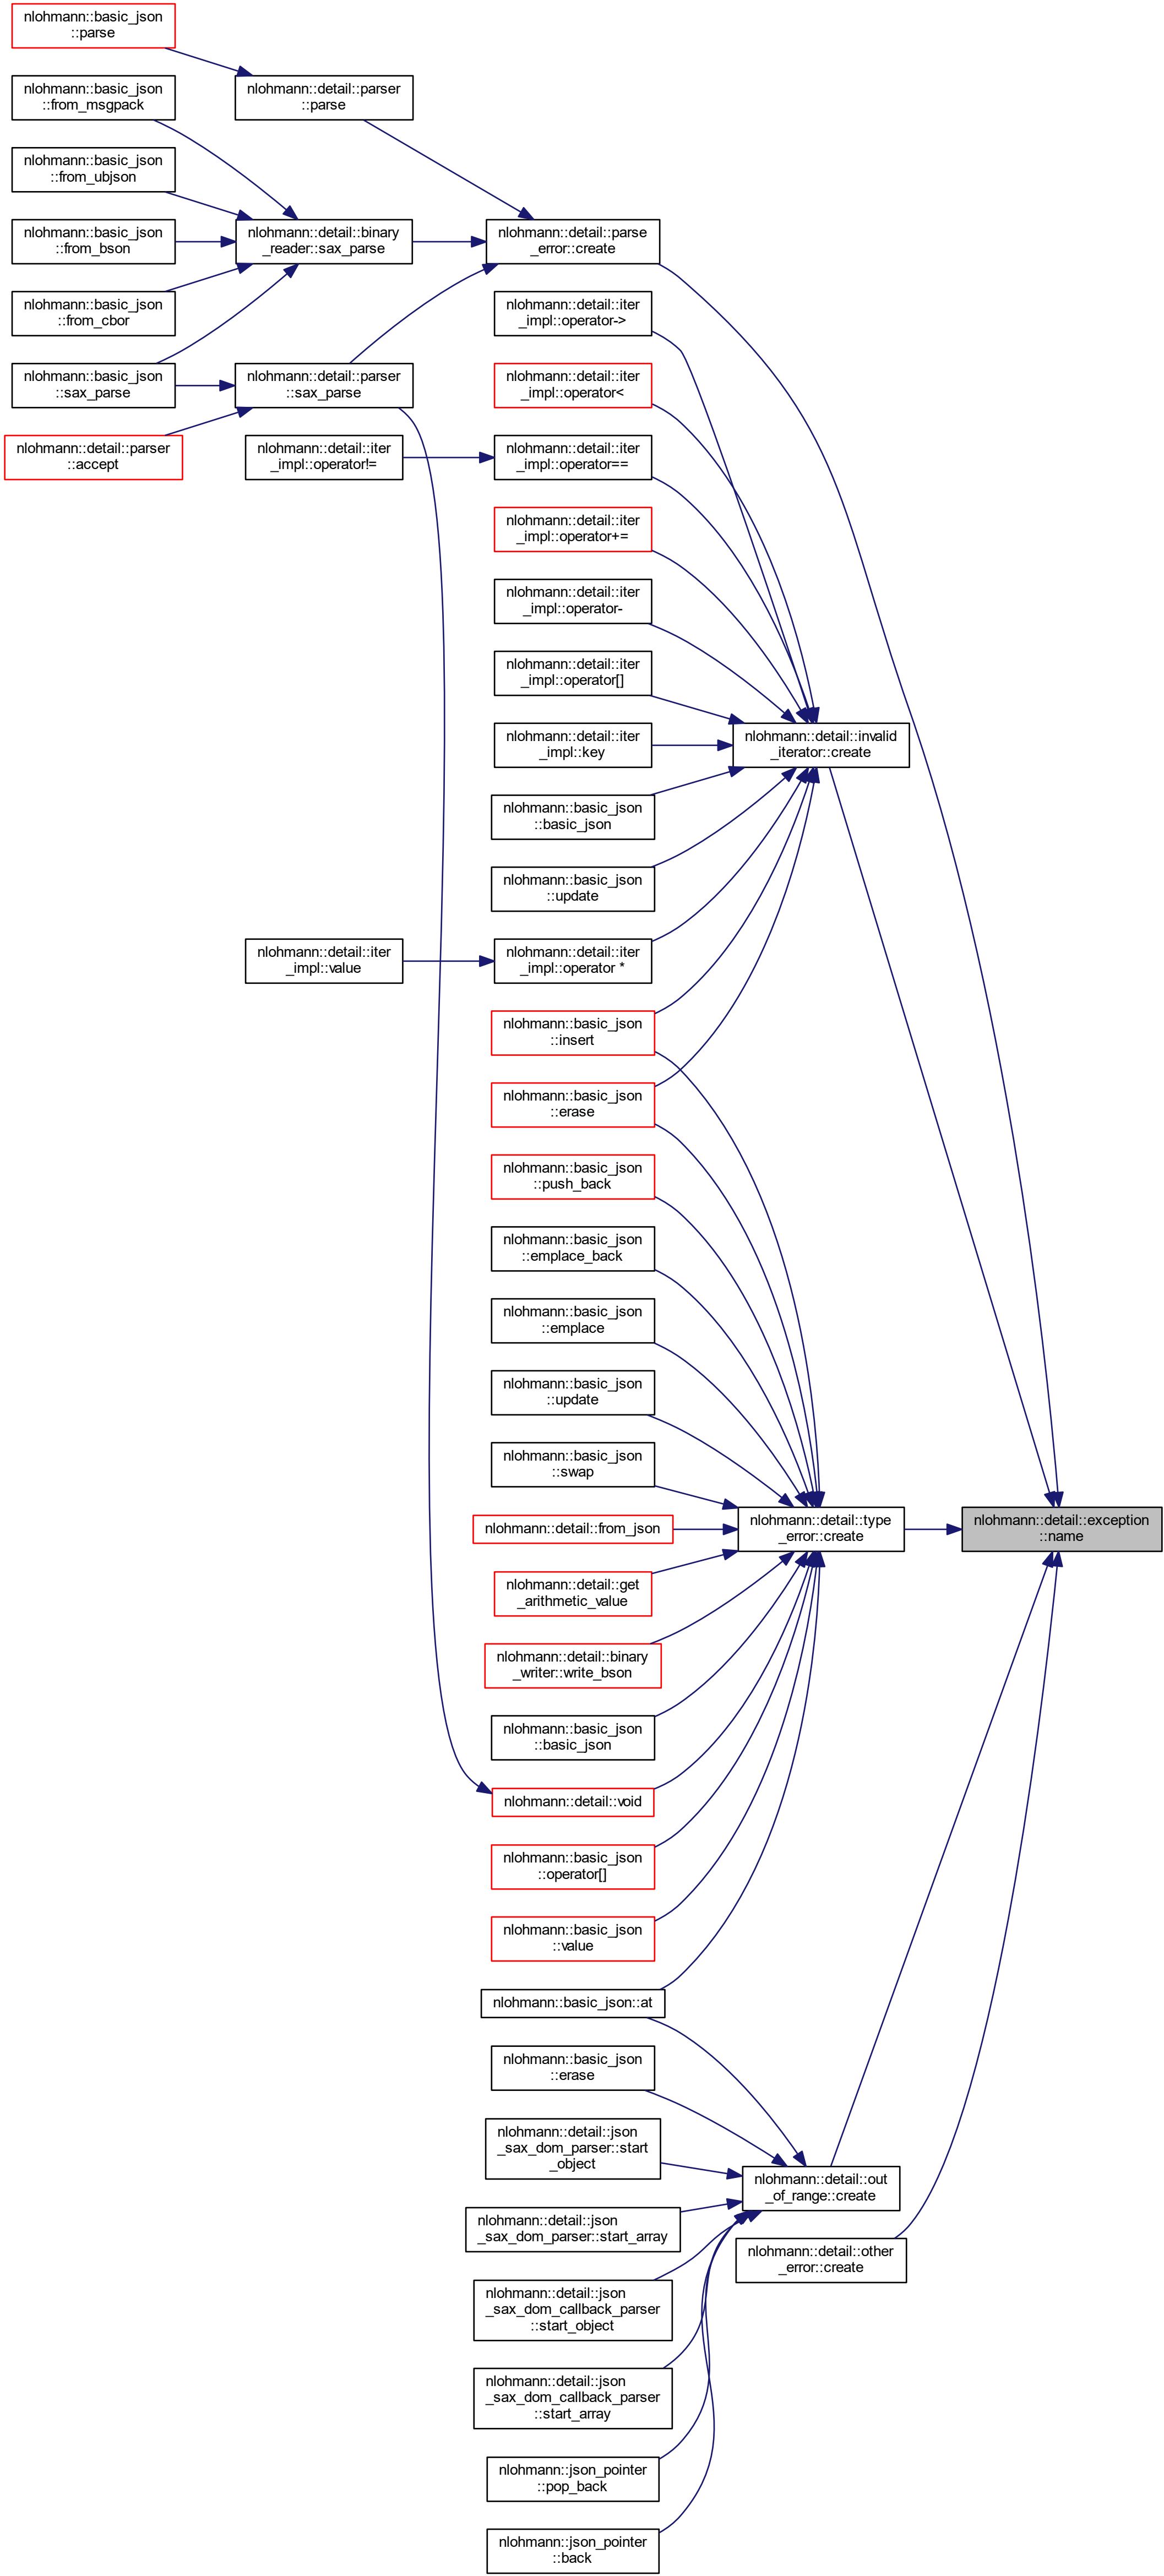 nlohmann::basic_json
::parse
nlohmann::basic_json
::from_msgpack
nlohmann::detail::parser
::parse
nlohmann::basic_json
::from_ubjson
nlohmann::basic_json
::from_bson
nlohmann::detail::binary
_reader::sax_parse
nlohmann::detail::parse
_error::create
nlohmann::basic_json
::from_cbor
nlohmann::detail::iter
_impl::operator->
nlohmann::basic_json
::sax_parse
nlohmann::detail::parser
::sax_parse
nlohmann::detail::iter
_impl::operator<
nlohmann::detail::parser
::accept
nlohmann::detail::iter
_impl::operator!=
nlohmann::detail::iter
_impl::operator==
nlohmann::detail::iter
_impl::operator+=
nlohmann::detail::iter
_impl::operator-
nlohmann::detail::iter
_impl::operator[]
nlohmann::detail::iter
_impl::key
nlohmann::detail::invalid
_iterator::create
nlohmann::basic_json
::basic_json
nlohmann::basic_json
::update
nlohmann::detail::iter
_impl::value
nlohmann::detail::iter
_impl::operator *
nlohmann::basic_json
::insert
nlohmann::basic_json
::erase
nlohmann::basic_json
::push_back
nlohmann::basic_json
::emplace_back
nlohmann::basic_json
::emplace
nlohmann::basic_json
::update
nlohmann::basic_json
::swap
nlohmann::detail::from_json
nlohmann::detail::type
_error::create
nlohmann::detail::exception
::name
nlohmann::detail::get
_arithmetic_value
nlohmann::detail::binary
_writer::write_bson
nlohmann::basic_json
::basic_json
nlohmann::detail::void
nlohmann::basic_json
::operator[]
nlohmann::basic_json
::value
nlohmann::basic_json::at
nlohmann::basic_json
::erase
nlohmann::detail::json
_sax_dom_parser::start
_object
nlohmann::detail::out
_of_range::create
nlohmann::detail::json
_sax_dom_parser::start_array
nlohmann::detail::other
_error::create
nlohmann::detail::json
_sax_dom_callback_parser
::start_object
nlohmann::detail::json
_sax_dom_callback_parser
::start_array
nlohmann::json_pointer
::pop_back
nlohmann::json_pointer
::back